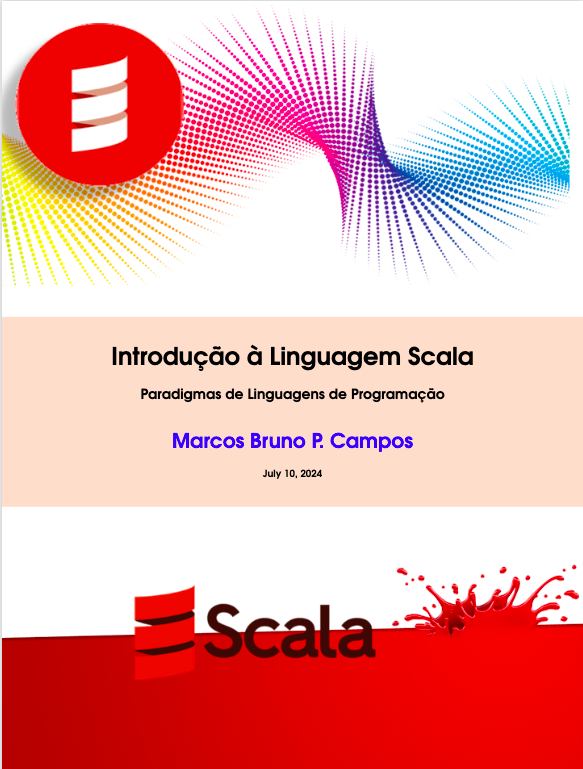 Introdução à Linguagem Scala
Paradigmas de Linguagens de Programação
Marcos Bruno P. Campos
July 10, 2024
Scala